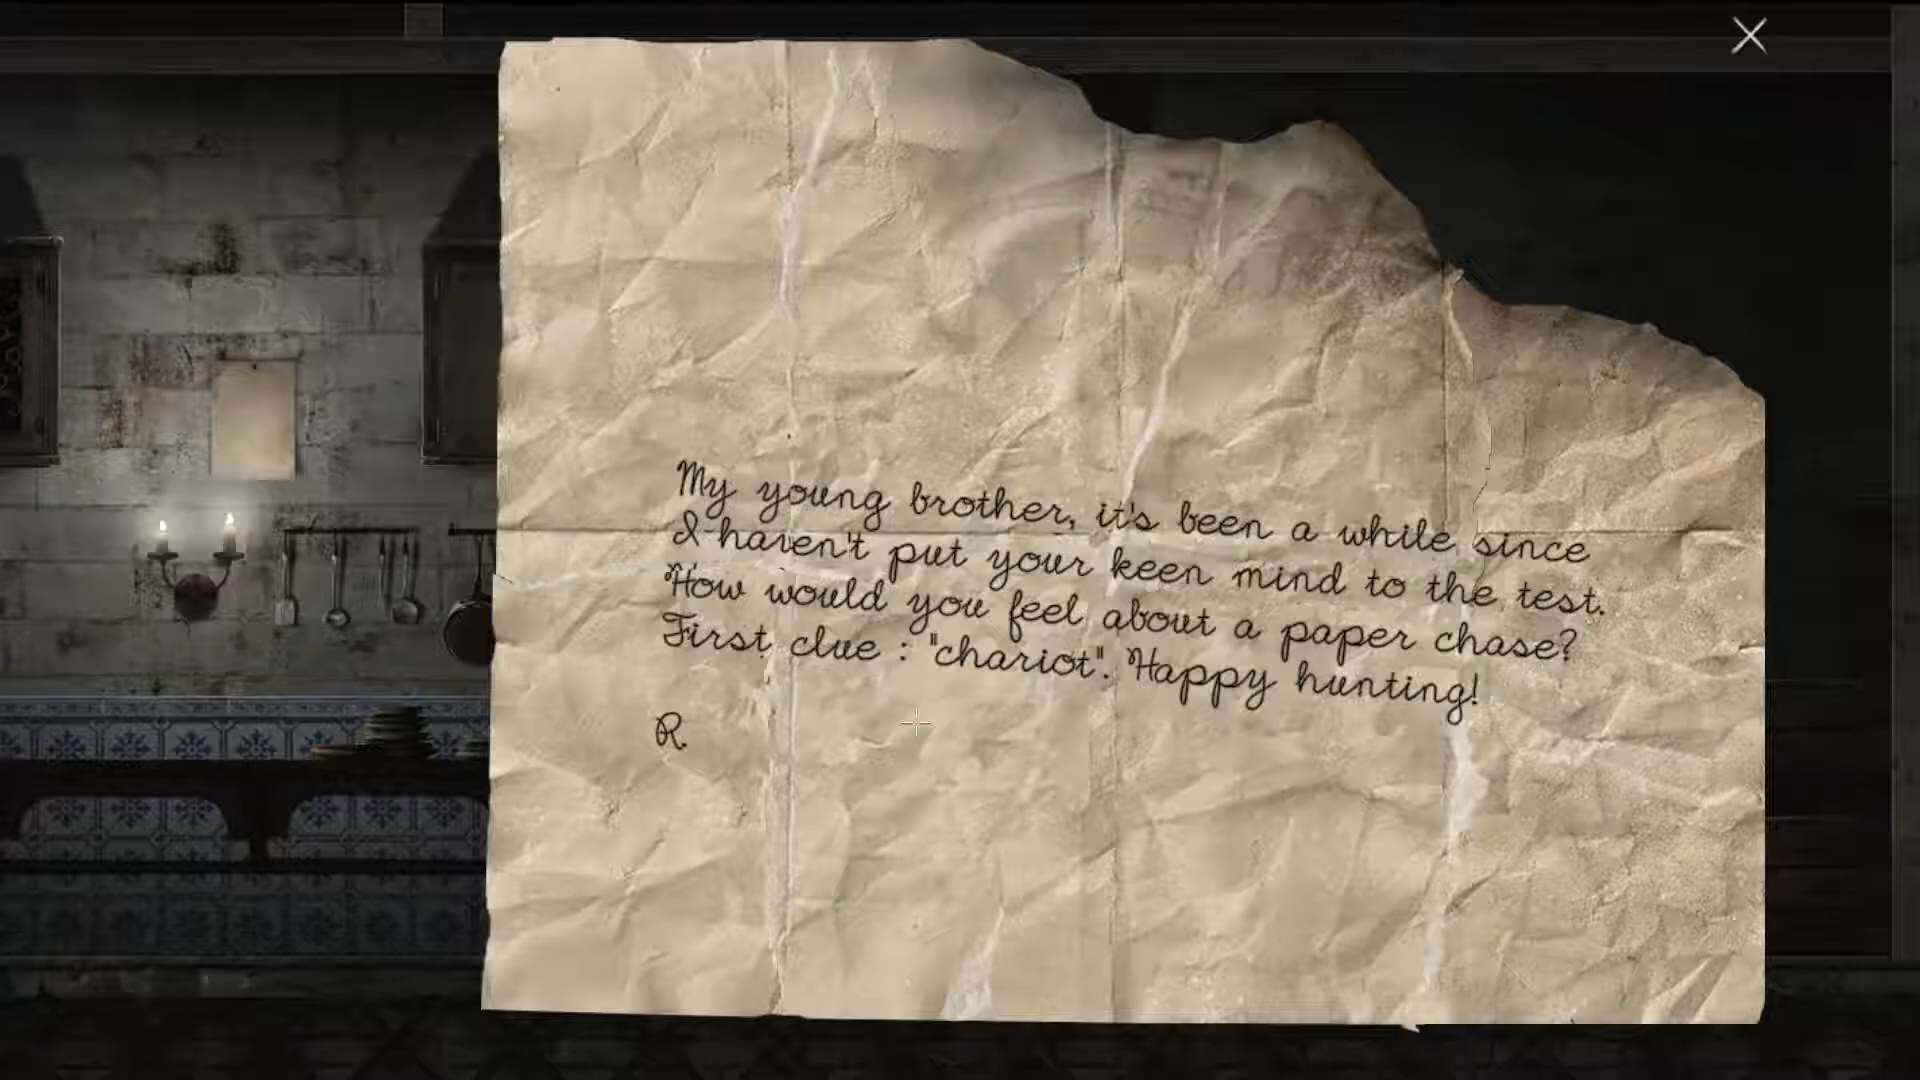 My young brother, it's been a while since
I haven't put your keen mind to the test.
How would you feel about a paper chase?
First clue : "chariot". Happy hunting!
R.